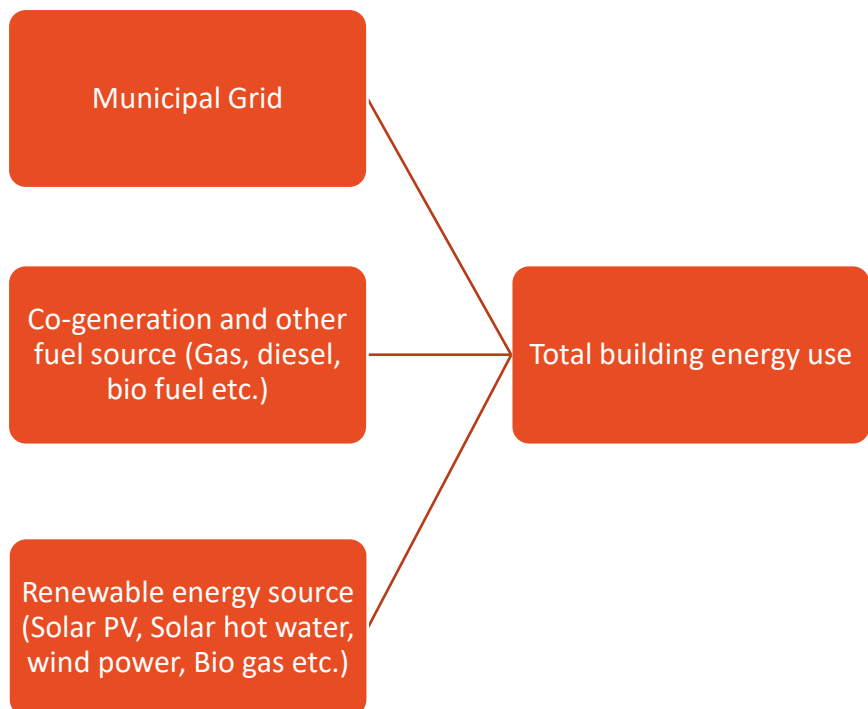 Municipal Grid
Co-generation and other
fuel source (Gas, diesel,
bio fuel etc.)
Total building energy use
Renewable energy source
(Solar PV, Solar hot water,
wind power, Bio gas etc.)